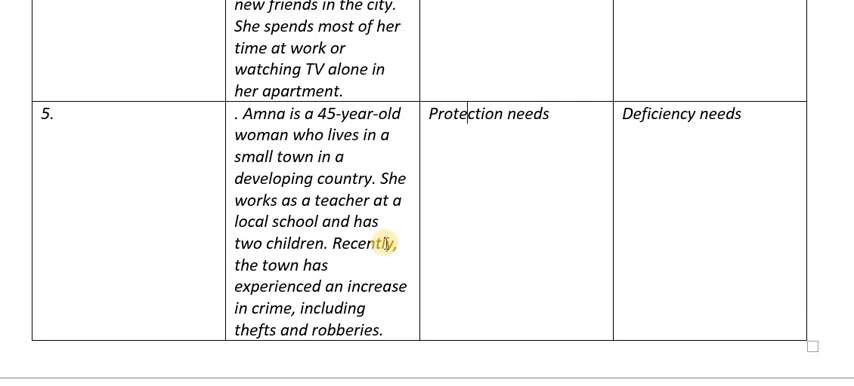 new friends in the city.
She spends most of her
time at work or
watching TV alone in
her apartment.
5.
. Amna is a 45-year-old
woman who lives in a
small town in a
developing country. She
works as a teacher at a
local school and has
two children. Recently,
the town has
experienced an increase
in crime, including
thefts and robberies.
Protection needs
Deficiency needs